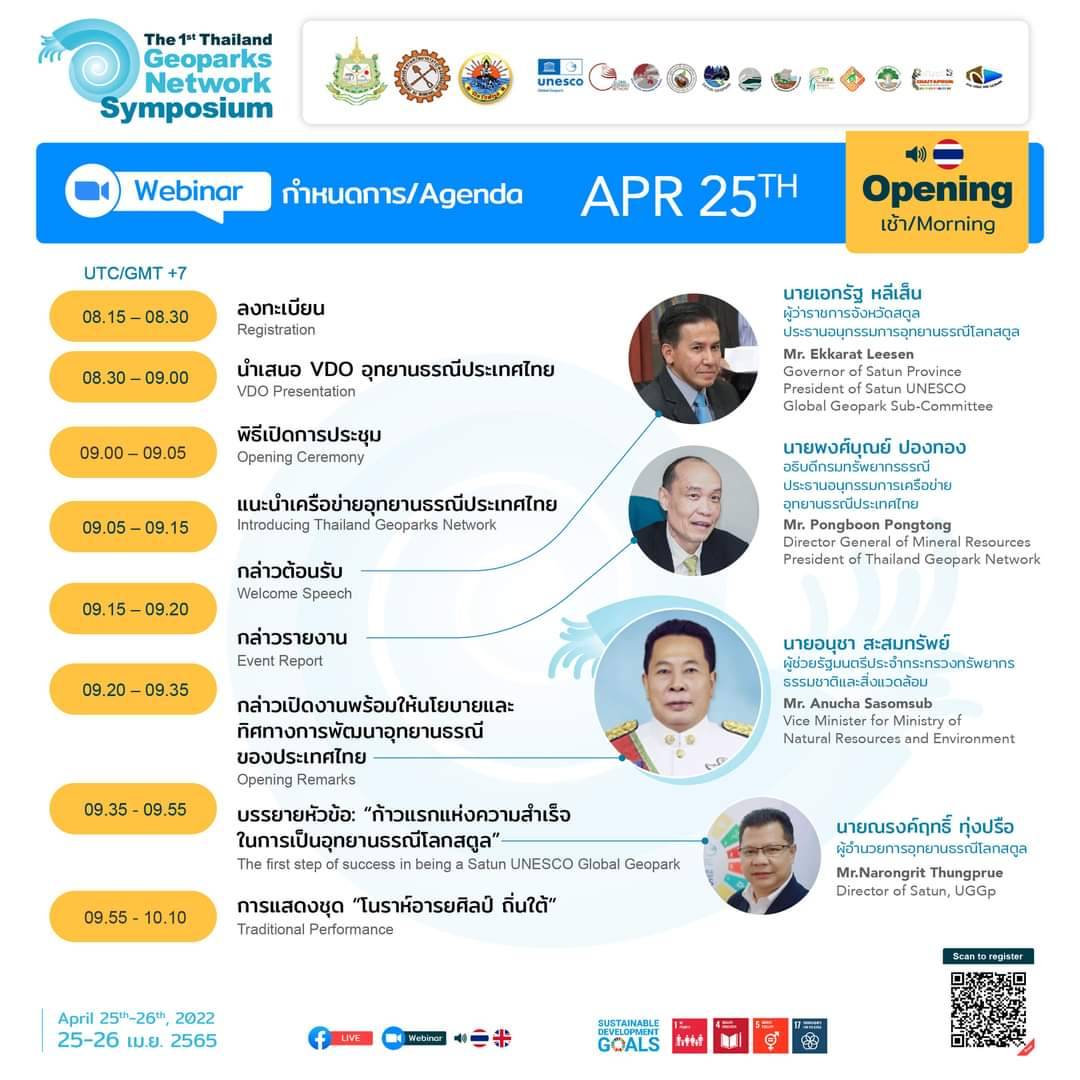 The 1st Thailand
Geoparks
Network
Symposium
unesco
Webinar
กำหนดการ/Agenda
APR 25TH
Opening
เช้า/Morning
UTC/GMT +7
08.15 – 08.30
ลงทะเบียน
Registration
08.30 – 09.00
นำเสนอ VDO อุทยานธรณีประเทศไทย
VDO Presentation
09.00 – 09.05
พิธีเปิดการประชุม
Opening Ceremony
09.05 – 09.15
แนะนำเครือข่ายอุทยานธรณีประเทศไทย
Introducing Thailand Geoparks Network
กล่าวต้อนรับ
Welcome Speech
09.15 – 09.20
กล่าวรายงาน
Event Report
09.20 – 09.35
กล่าวเปิดงานพร้อมให้นโยบายและ
ทิศทางการพัฒนาอุทยานธรณี
ของประเทศไทย
Opening Remarks
09.35 - 09.55
บรรยายหัวข้อ: “ก้าวแรกแห่งความสำเร็จ
ในการเป็นอุทยานธรณีโลกสตูล”
The first step of success in being a Satun UNESCO Global Geopark
09.55 - 10.10
การแสดงชุด “โนราห์อารยศิลป์ ถิ่นใต้”
Traditional Performance
นายเอกรัฐ หลีเส็น
ผู้ว่าราชการจังหวัดสตูล
ประธานอนุกรรมการอุทยานธรณีโลกสตูล
Mr. Ekkarat Leesen
Governor of Satun Province
President of Satun UNESCO
Global Geopark Sub-Committee
นายพงศ์บุณย์ ปองทอง
อธิบดีกรมทรัพยากรธรณี
ประธานอนุกรรมการเครือข่าย
อุทยานธรณีประเทศไทย
Mr. Pongboon Pongtong
Director General of Mineral Resources
President of Thailand Geopark Network
นายอนุชา สะสมทรัพย์
ผู้ช่วยรัฐมนตรีประจำกระทรวงทรัพยากร
ธรรมชาติและสิ่งแวดล้อม
Mr. Anucha Sasomsub
Vice Minister for Ministry of
Natural Resources and Environment
นายณรงค์ฤทธิ์ ทุ่งปรือ
ผู้อำนวยการอุทยานธรณีโลกสตูล
Mr.Narongrit Thungprue
Director of Satun, UGGp
Scan to register
April 25th-26th, 2022
25-26 เม.ย. 2565
LIVE
Webinar
SUSTAINABLE
DEVELOPMENT
GOALS
1
4
5
17